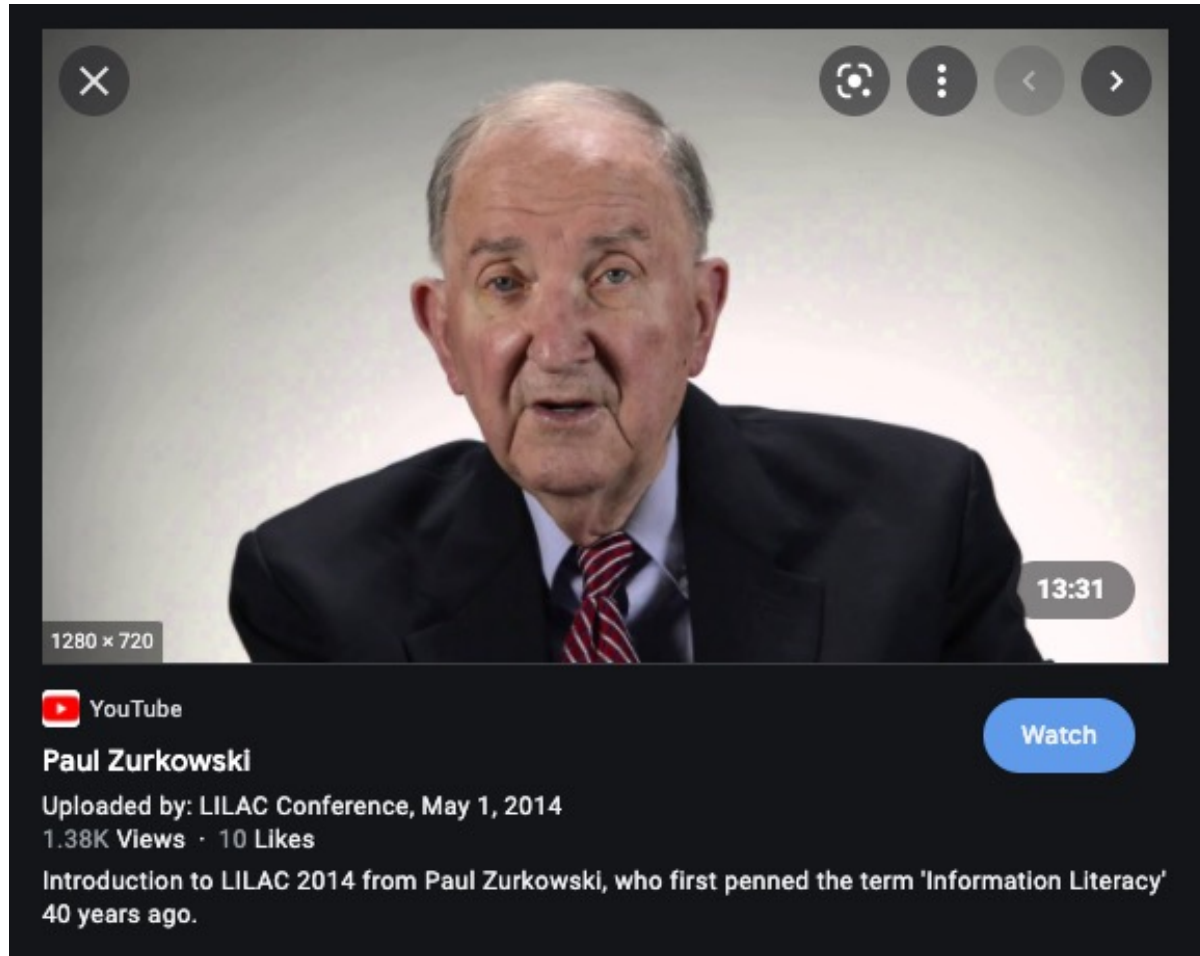 13:31
1280 × 720
YouTube
Watch
Paul Zurkowski
Uploaded by: LILAC Conference, May 1, 2014
1.38K Views · 10 Likes
Introduction to LILAC 2014 from Paul Zurkowski, who first penned the term 'Information Literacy'
40 years ago.